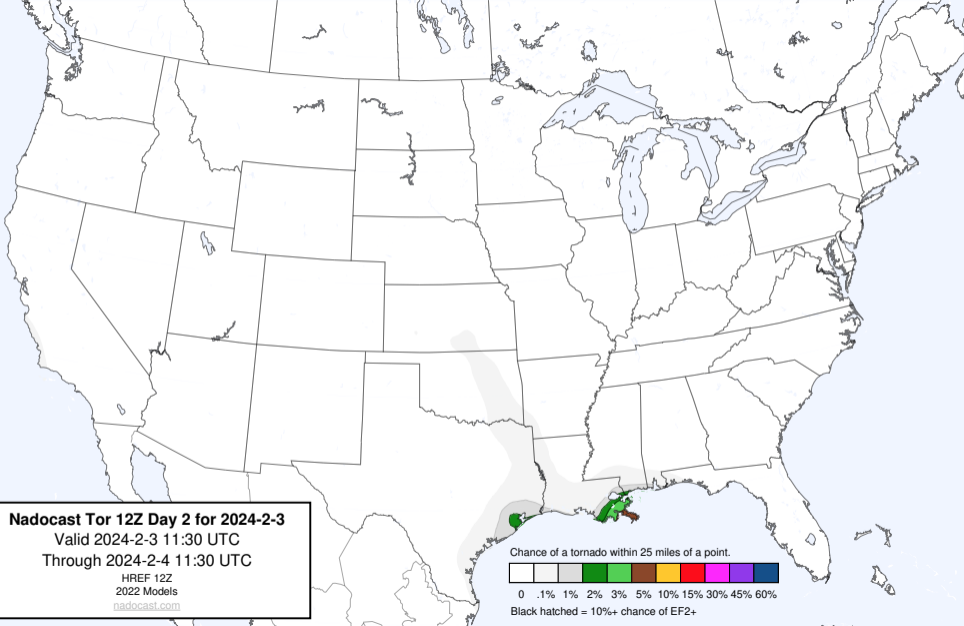 Nadocast Tor 12Z Day 2 for 2024-2-3
Valid 2024-2-3 11:30 UTC
Through 2024-2-4 11:30 UTC
HREF 12Z
2022 Models
nadocast.com
Chance of a tornado within 25 miles of a point.
0 .1% 1% 2% 3% 5% 10% 15% 30% 45% 60%
Black hatched = 10%+ chance of EF2+